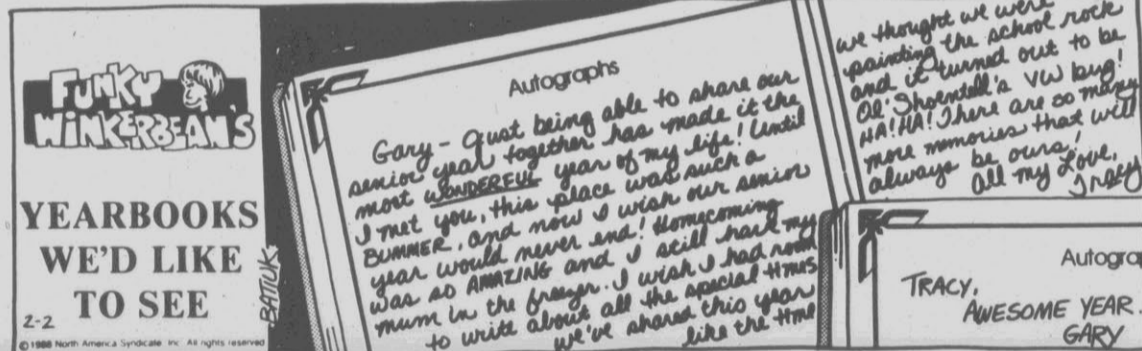 FUNKY
WINKERBEAN'S
YEARBOOKS
WE'D LIKE
TO SEE
2-2
BATIUK
©1988 North America Syndicate, Inc. All rights reserved
Autographs
Gary- Just being able to share our
senior year together has made it the
most WONDERFUL year of my life! Until
I met you, this place was such a
BUMMER, and now I wish our senior
year would never end! Homecoming
was so AMAZING and I still have my
mum in the freezer. I wish I had room
to write about all the special times
we've shared this year
like the time
we thought we were
painting the school rock
and it turned out to be
Ol' Shoentell's VW bug!
HA! HA! There are so many
more memories that will
always be ours!
All my Love,
Tracy
Autogra
TRACY,
AWESOME YEAR.
GARY